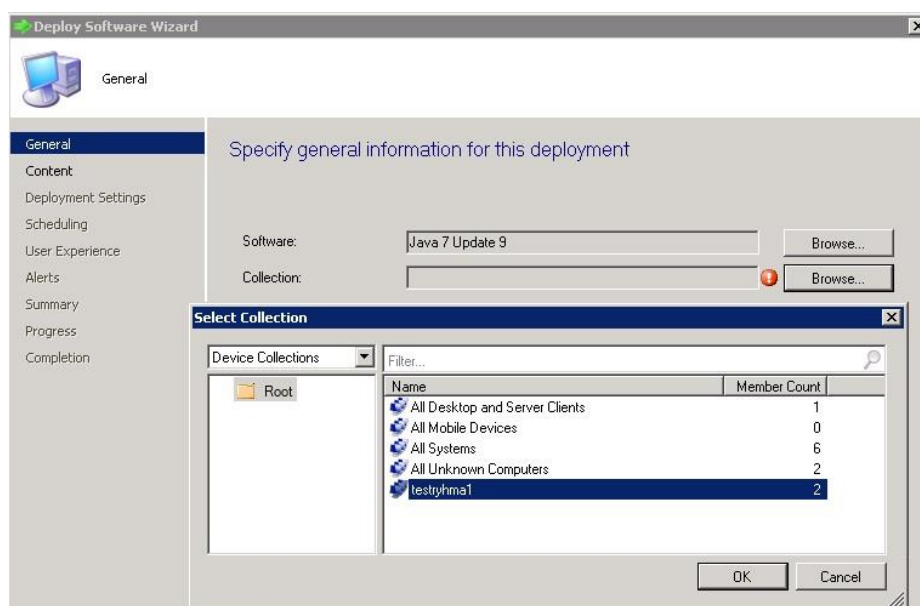 Deploy Software Wizard
General
General
Content
Deployment Settings
Scheduling
User Experience
Alerts
Summary
Progress
Completion
Specify general information for this deployment
Software: Java 7 Update 9 Browse...
Collection: Browse...
Select Collection
Device Collections Filter...
Root
Name Member Count
All Desktop and Server Clients 1
All Mobile Devices 0
All Systems 6
All Unknown Computers 2
testryhma1 2
OK Cancel